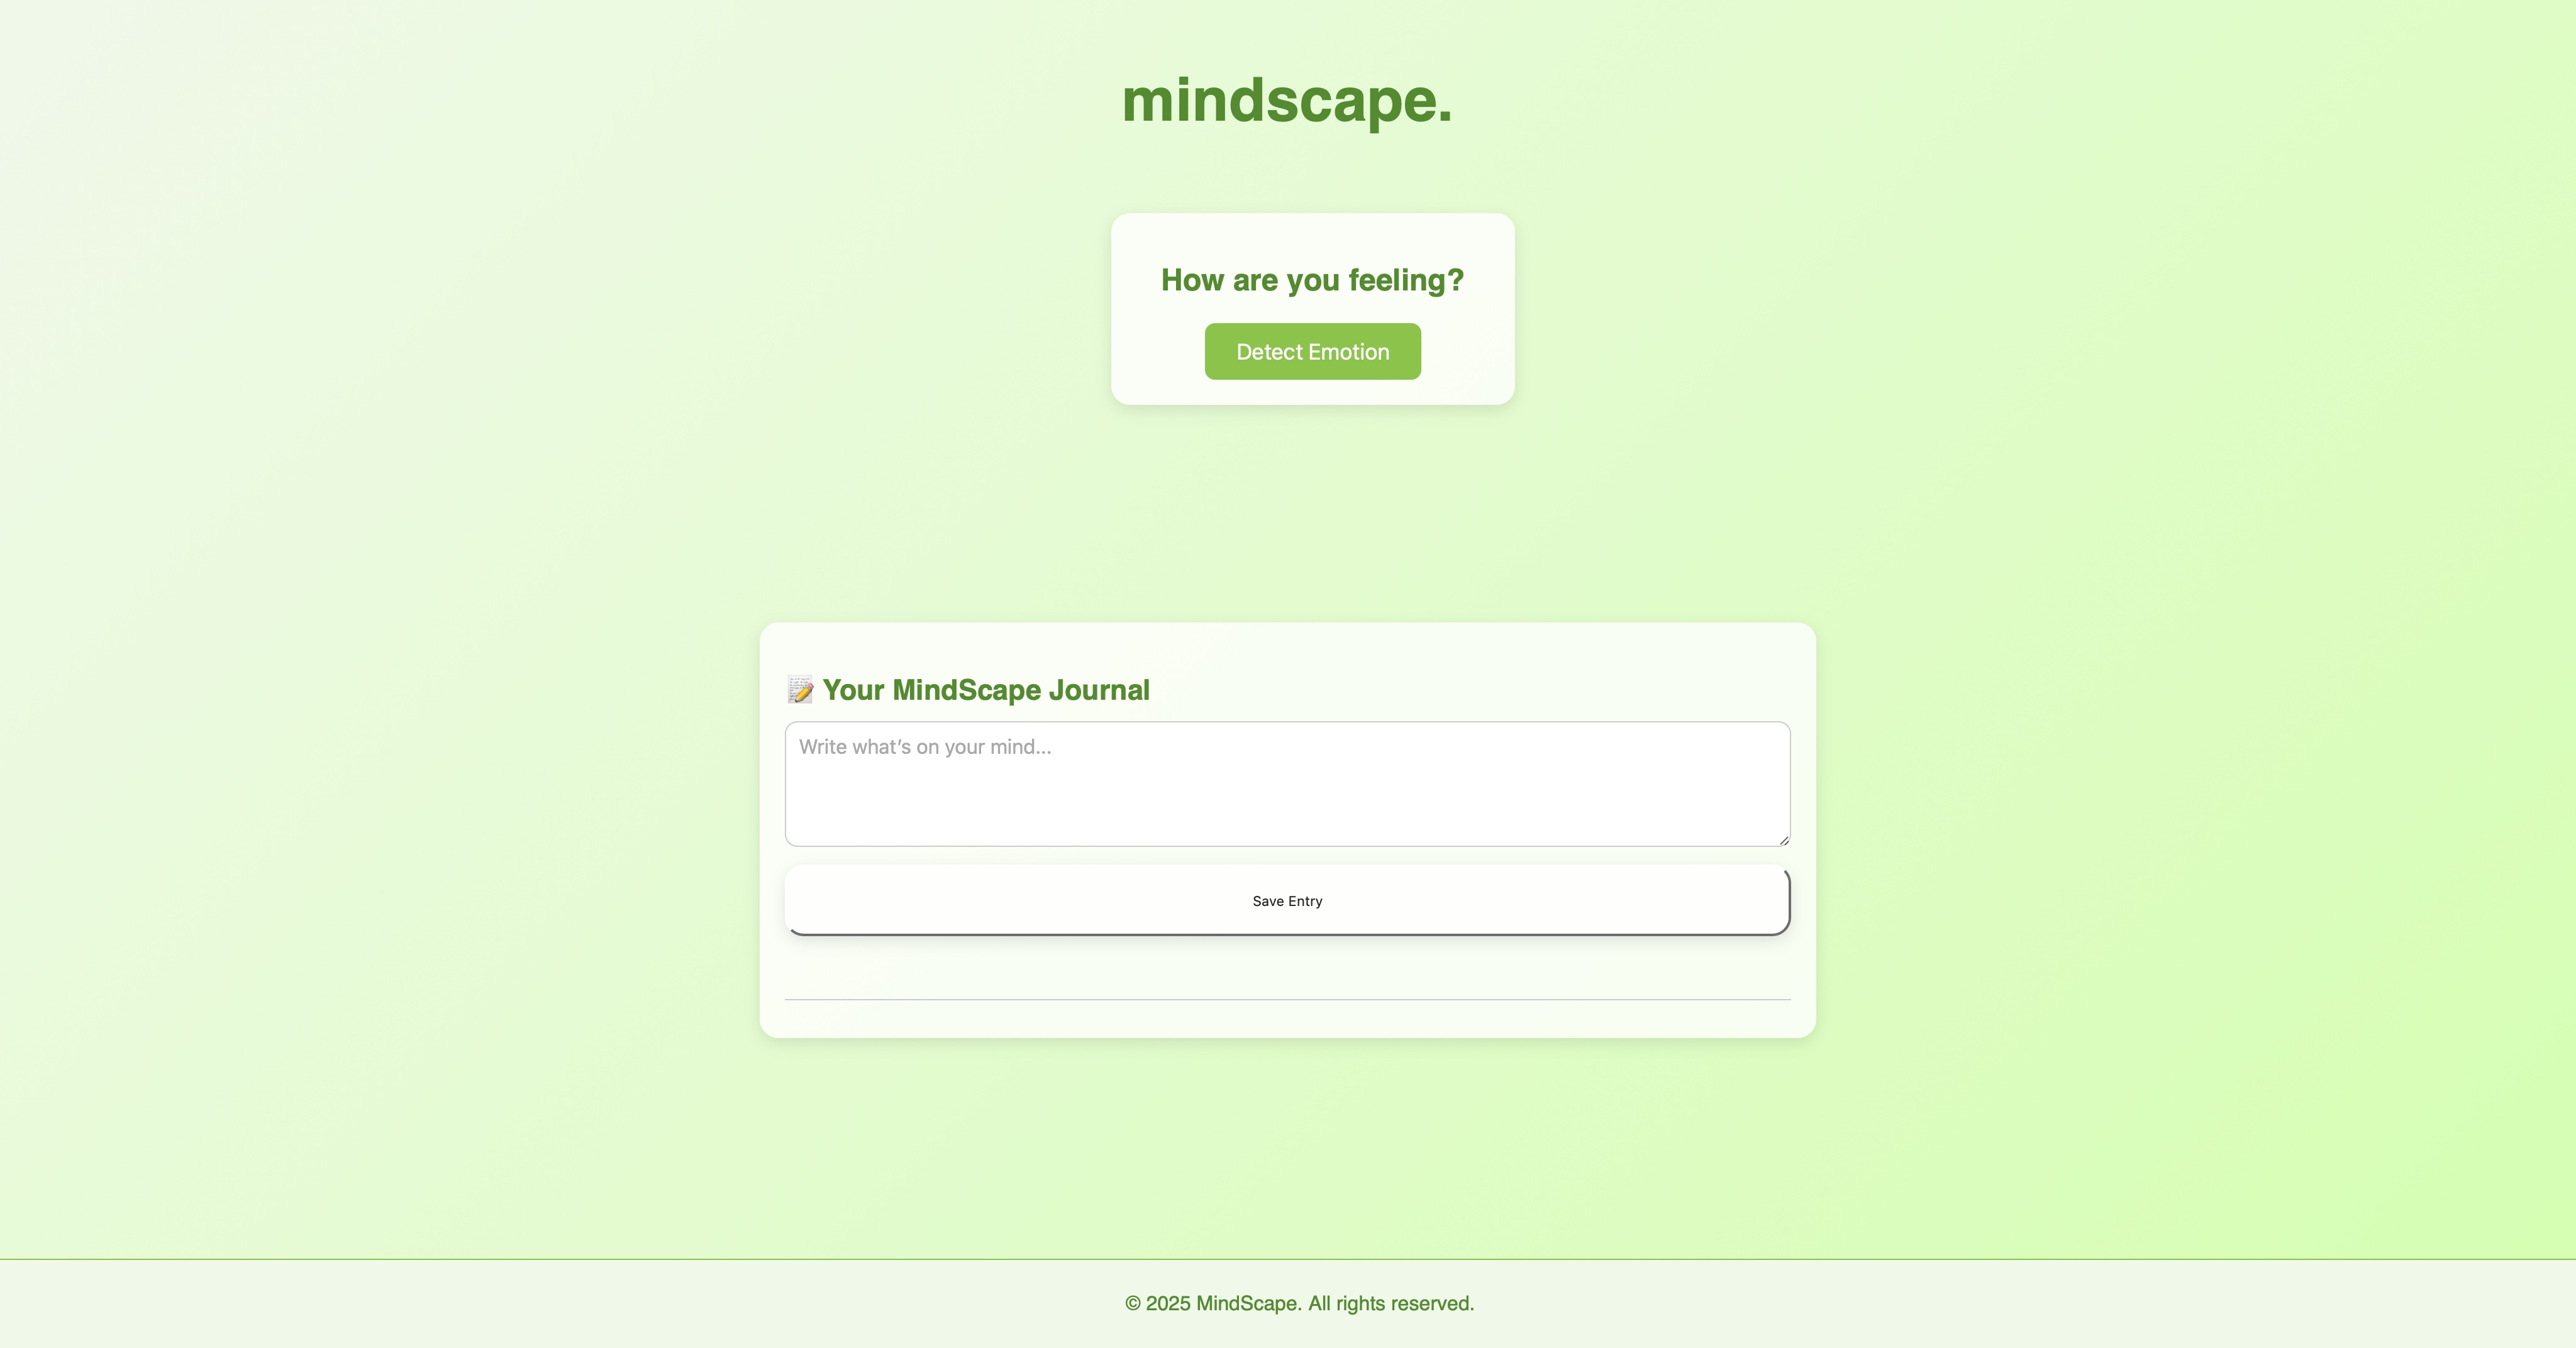 mindscape.
How are you feeling?
Detect Emotion
📝 Your MindScape Journal
Write what’s on your mind...
Save Entry
© 2025 MindScape. All rights reserved.